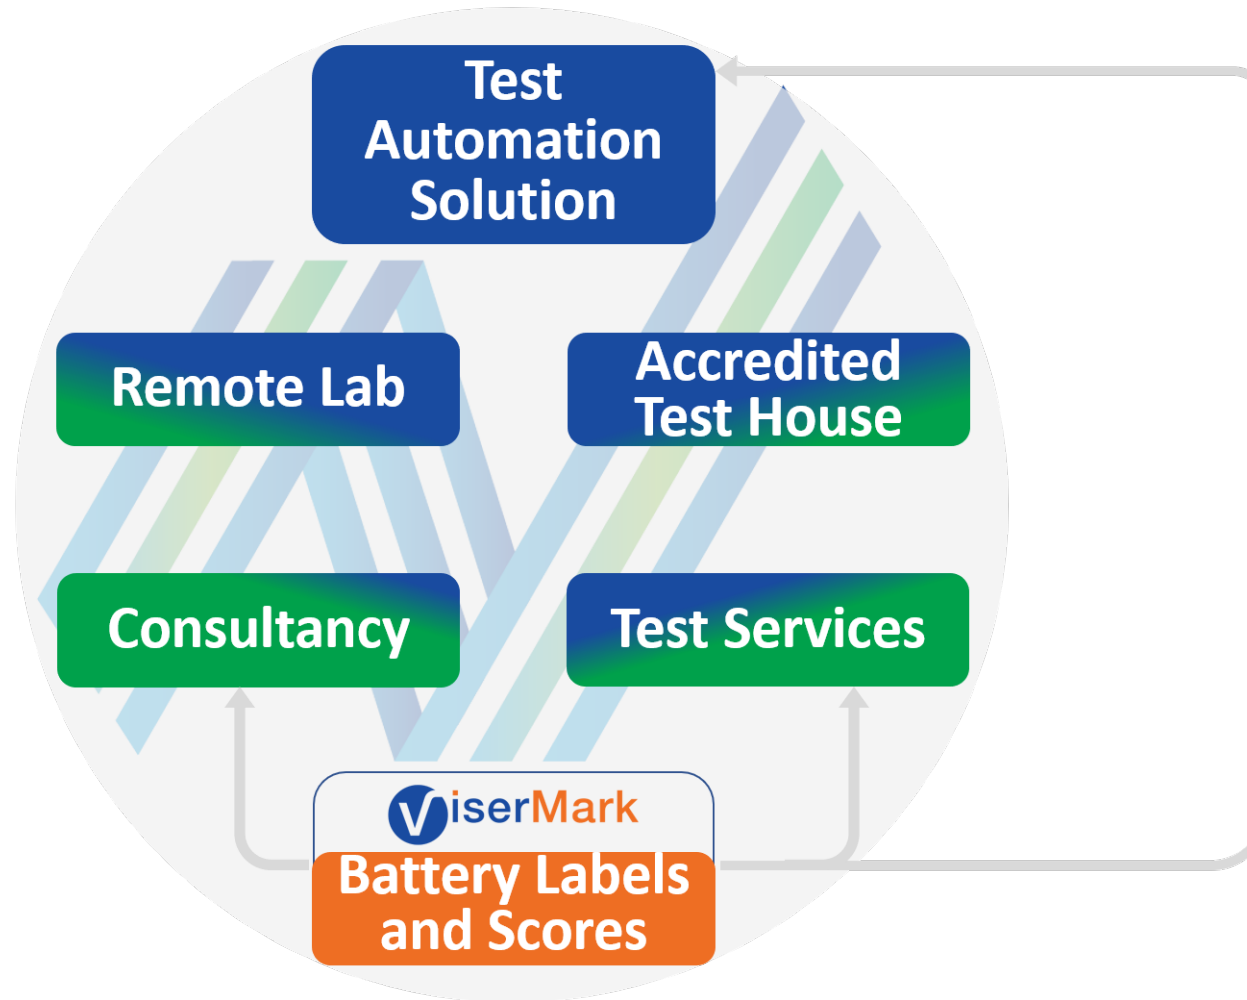 Test
Automation
Solution
Remote Lab
Accredited
Test House
Consultancy
Test Services
ViserMark
Battery Labels
and Scores